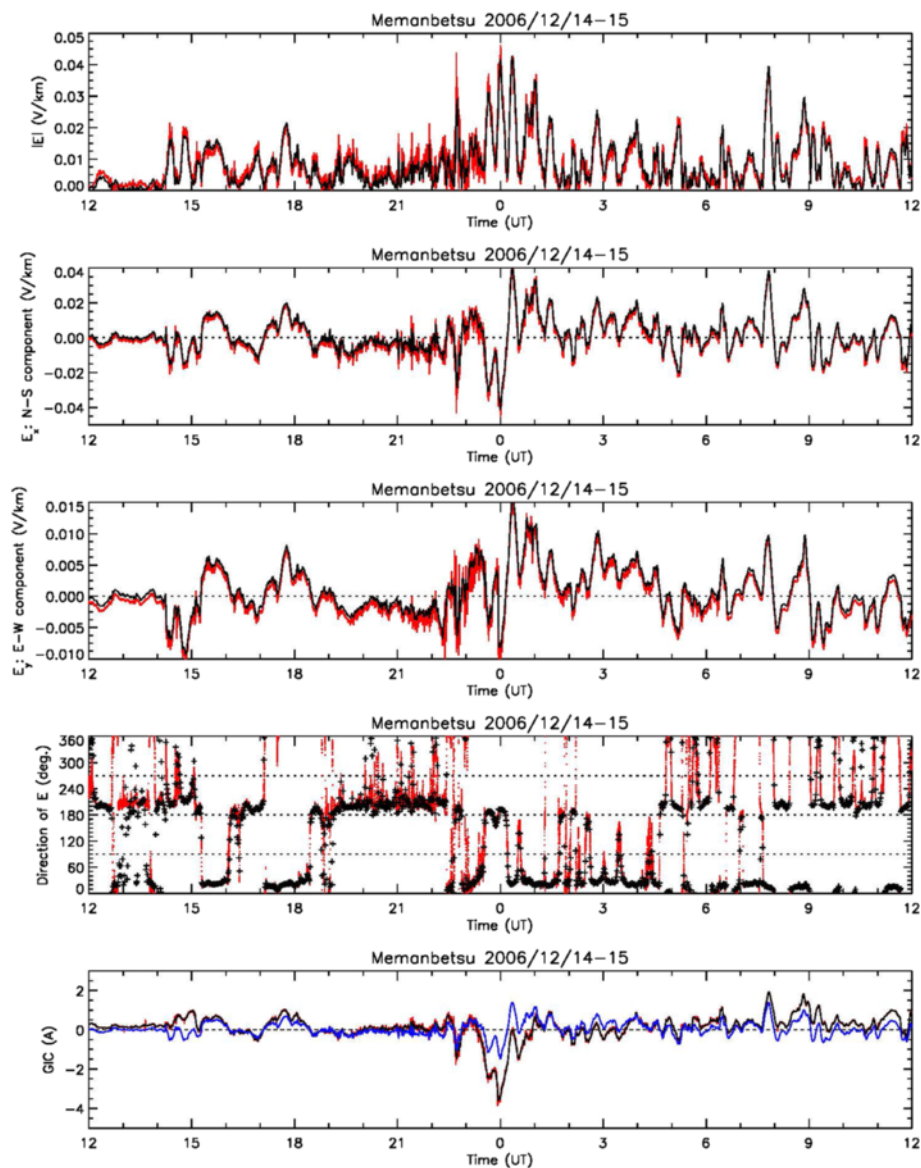 Memanbetsu 2006/12/14-15
|E| (V/km)
0.05
0.04
0.03
0.02
0.01
0.00
12 15 18 21 0 3 6 9 12
Time (UT)
Memanbetsu 2006/12/14-15
Ex: N-S component (V/km)
0.04
0.02
0.00
-0.02
-0.04
12 15 18 21 0 3 6 9 12
Time (UT)
Memanbetsu 2006/12/14-15
Ey: E-W component (V/km)
0.015
0.010
0.005
0.000
-0.005
-0.010
12 15 18 21 0 3 6 9 12
Time (UT)
Memanbetsu 2006/12/14-15
Direction of E (deg.)
360
300
240
180
120
60
0
12 15 18 21 0 3 6 9 12
Time (UT)
Memanbetsu 2006/12/14-15
GIC (A)
2
0
-2
-4
12 15 18 21 0 3 6 9 12
Time (UT)